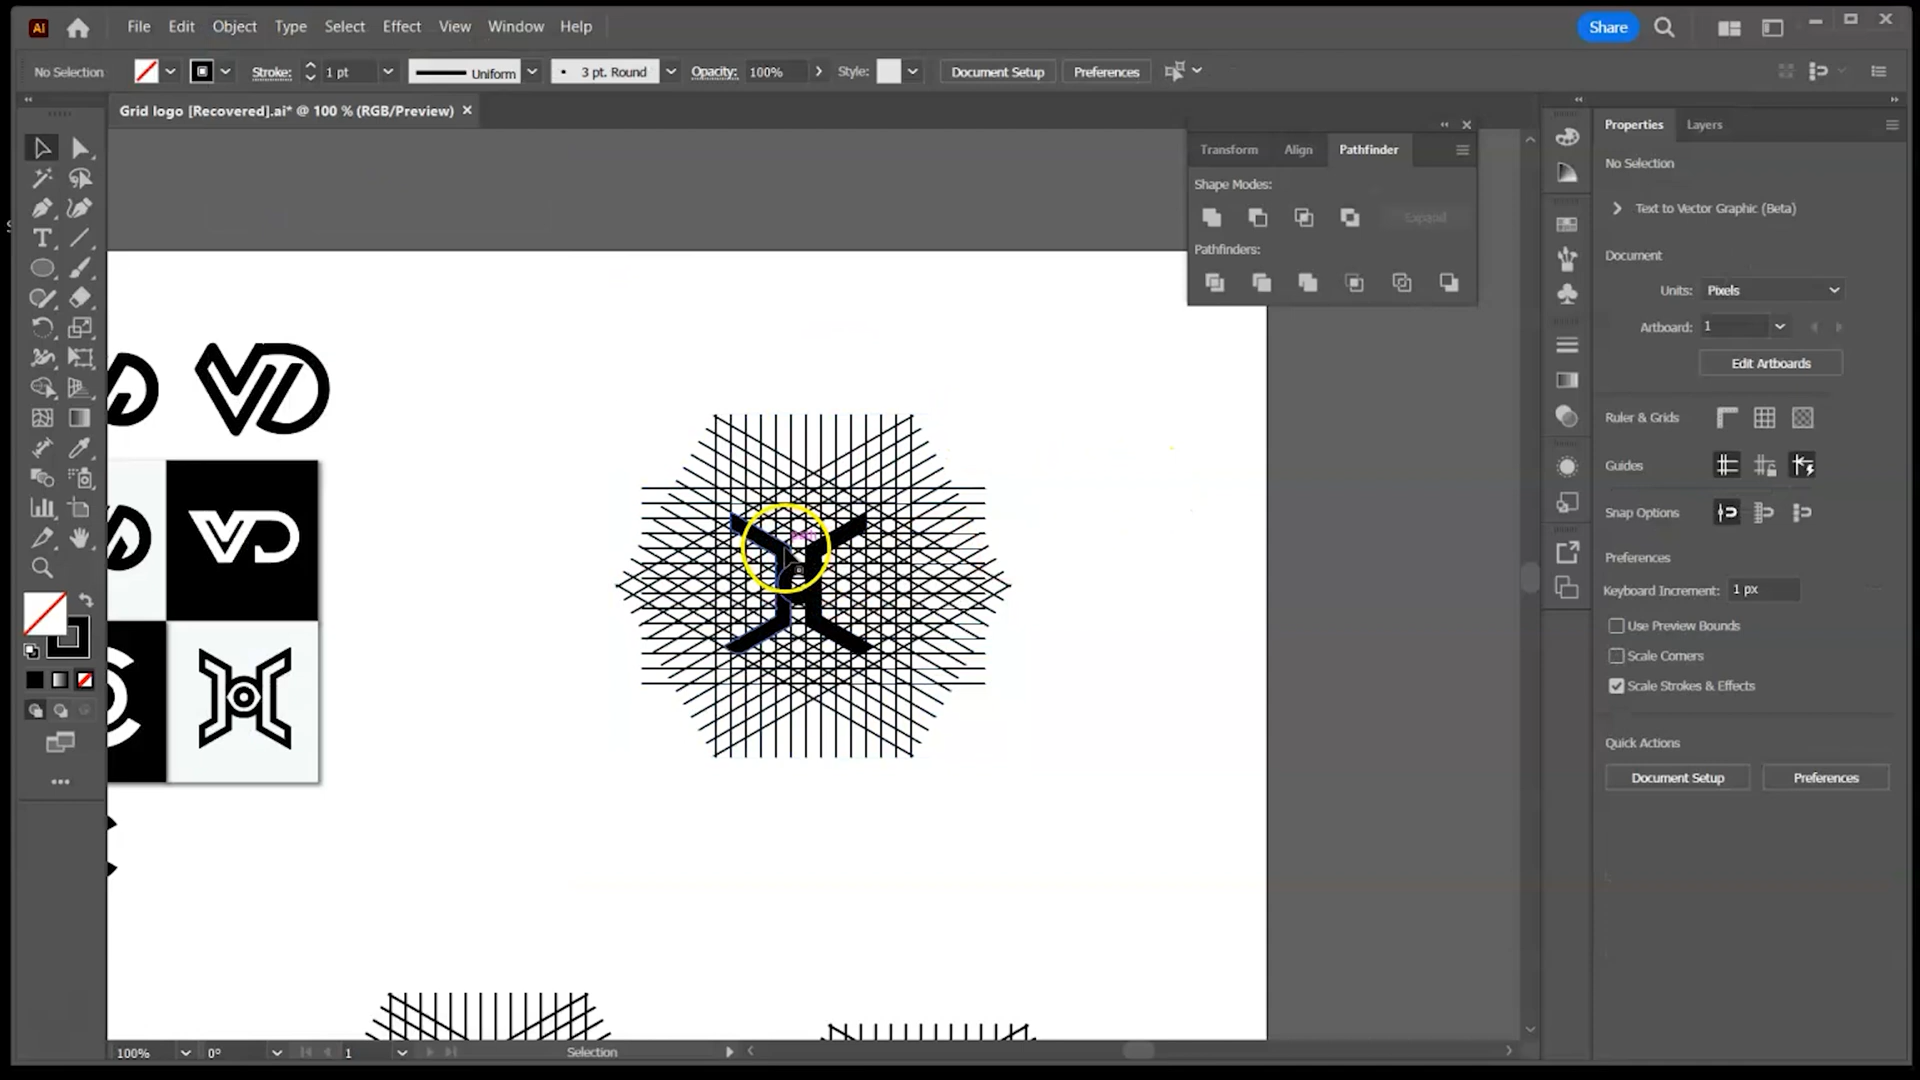 Ai File Edit Object Type Select Effect View Window Help Share
No Selection Stroke: 1 pt Uniform 3 pt. Round Opacity: 100% Style: Document Setup Preferences
Grid logo [Recovered].ai* @ 100 % (RGB/Preview) ×
Properties Layers
Transform Align Pathfinder
No Selection
Shape Modes:
Text to Vector Graphic (Beta)
Expand
Pathfinders:
Document
Units: Pixels
Artboard: 1
Edit Artboards
Ruler & Grids
Guides
Snap Options
Preferences
Keyboard Increment: 1 px
Use Preview Bounds
Scale Corners
Scale Strokes & Effects
Quick Actions
Document Setup Preferences
VD
VD
100% 0° 1 Selection